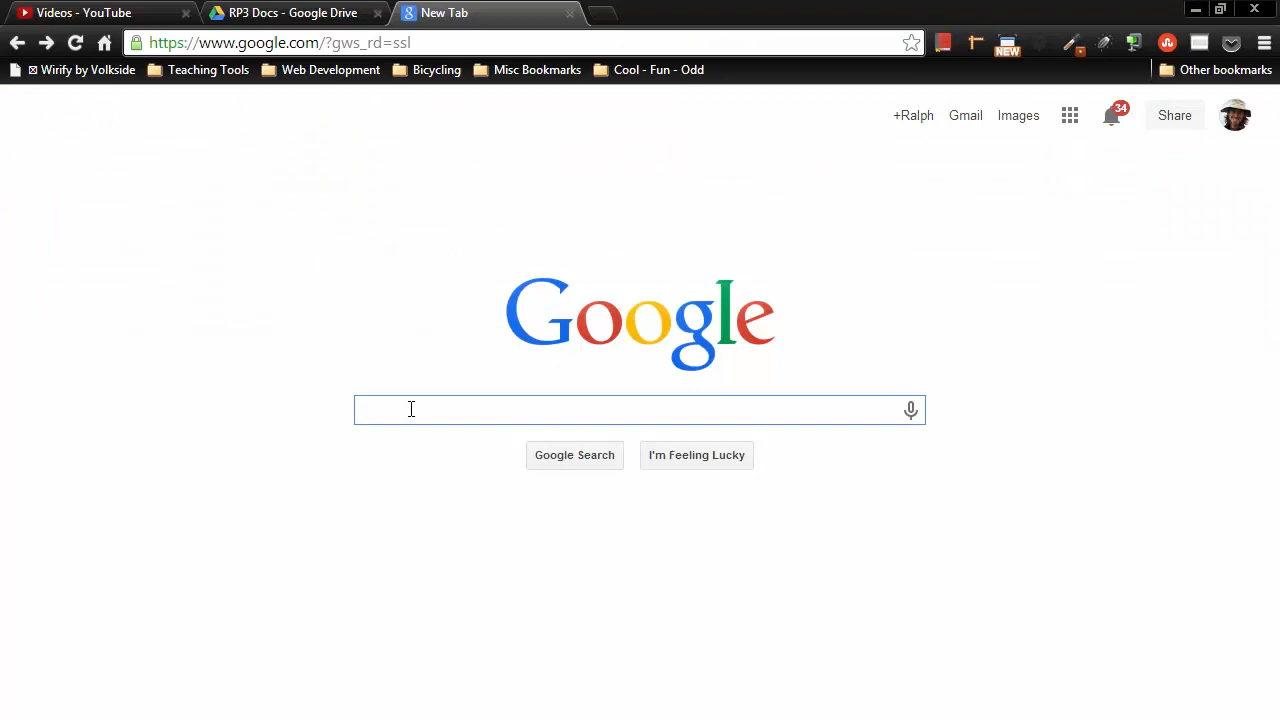 Videos - YouTube
RP3 Docs - Google Drive
New Tab
https://www.google.com/?gws_rd=ssl
NEW
Wirify by Volkside
Teaching Tools
Web Development
Bicycling
Misc Bookmarks
Cool - Fun - Odd
Other bookmarks
+Ralph
Gmail
Images
34
Share
Google
Google Search
I'm Feeling Lucky